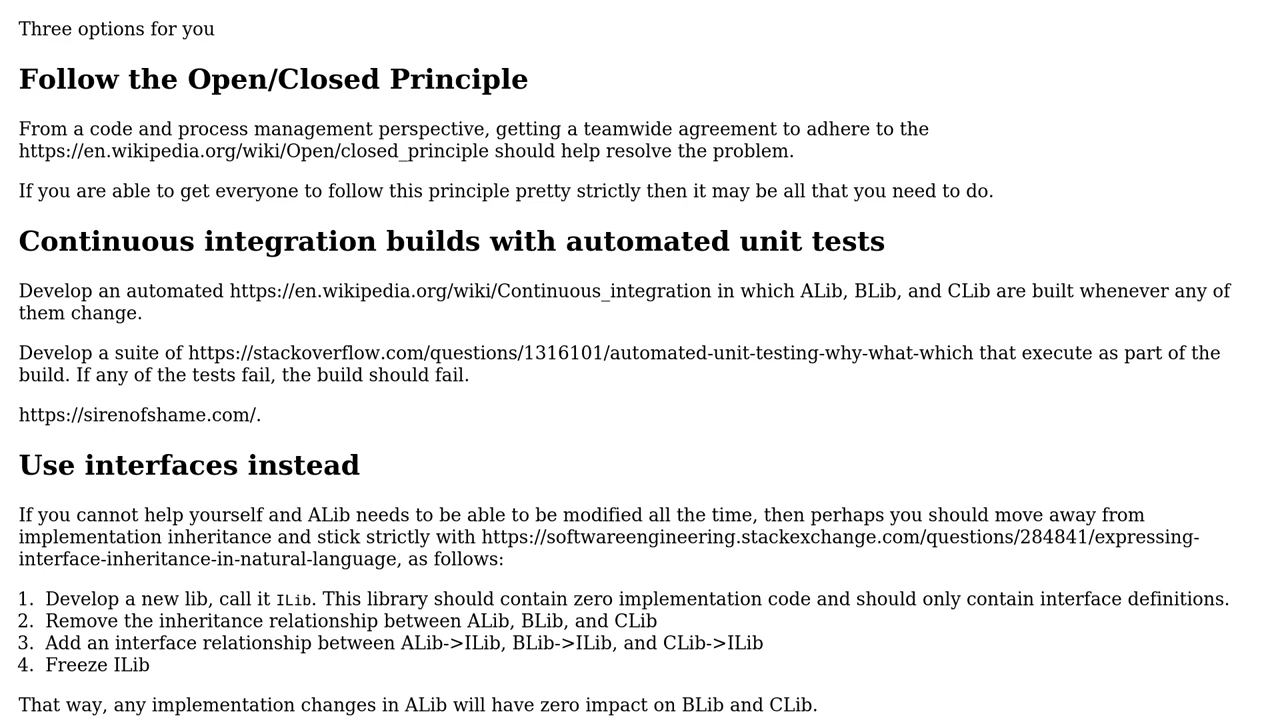 Three options for you
Follow the Open/Closed Principle
From a code and process management perspective, getting a teamwide agreement to adhere to the
https://en.wikipedia.org/wiki/Open/closed_principle should help resolve the problem.
If you are able to get everyone to follow this principle pretty strictly then it may be all that you need to do.
Continuous integration builds with automated unit tests
Develop an automated https://en.wikipedia.org/wiki/Continuous_integration in which ALib, BLib, and CLib are built whenever any of
them change.
Develop a suite of https://stackoverflow.com/questions/1316101/automated-unit-testing-why-what-which that execute as part of the
build. If any of the tests fail, the build should fail.
https://sirenofshame.com/.
Use interfaces instead
If you cannot help yourself and ALib needs to be able to be modified all the time, then perhaps you should move away from
implementation inheritance and stick strictly with https://softwareengineering.stackexchange.com/questions/284841/expressing-
interface-inheritance-in-natural-language, as follows:
1. Develop a new lib, call it ILib. This library should contain zero implementation code and should only contain interface definitions.
2. Remove the inheritance relationship between ALib, BLib, and CLib
3. Add an interface relationship between ALib->ILib, BLib->ILib, and CLib->ILib
4. Freeze ILib
That way, any implementation changes in ALib will have zero impact on BLib and CLib.